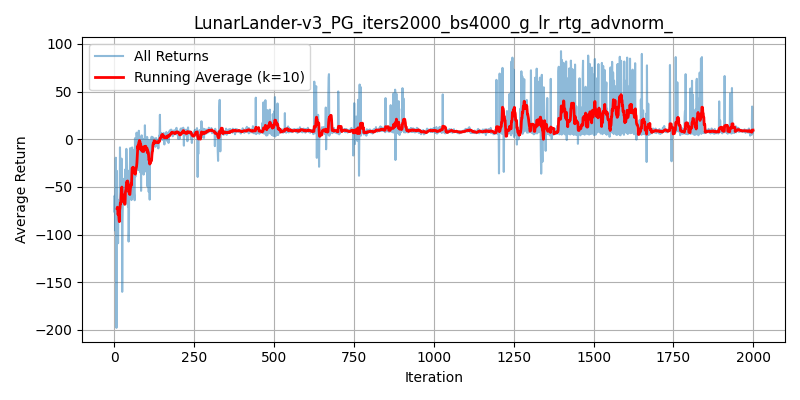 LunarLander-v3_PG_iters2000_bs4000_g_lr_rtg_advnorm_
100
50
0
−50
−100
−150
−200
Average Return
All Returns
Running Average (k=10)
0 250 500 750 1000 1250 1500 1750 2000
Iteration